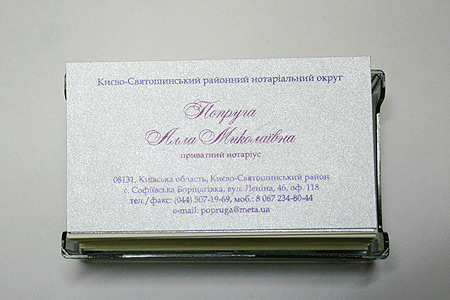 Києво-Святошинський районний нотаріальний округ
Попруга
Алла Миколаївна
приватний нотаріус
08131, Київська область, Києво-Святошинський район
с. Софіївська Борщагівка, вул. Леніна, 46, оф. 118
тел./факс: (044) 507-19-69, моб.: 8 067 234-80-44
e-mail: popruga@meta.ua